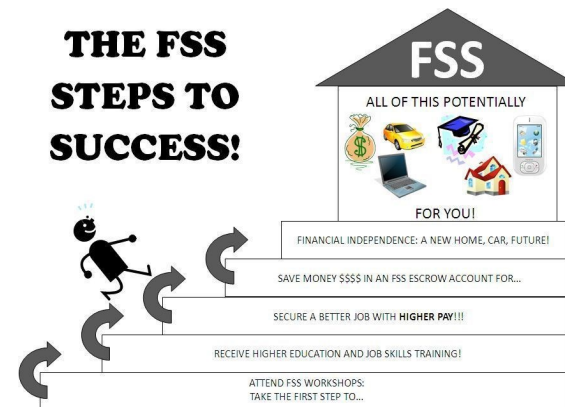 THE FSS
STEPS TO
SUCCESS!
FSS
ALL OF THIS POTENTIALLY
$
FOR YOU!
FINANCIAL INDEPENDENCE: A NEW HOME, CAR, FUTURE!
SAVE MONEY $$$$ IN AN FSS ESCROW ACCOUNT FOR...
SECURE A BETTER JOB WITH HIGHER PAY!!!
RECEIVE HIGHER EDUCATION AND JOB SKILLS TRAINING!
ATTEND FSS WORKSHOPS:
TAKE THE FIRST STEP TO...